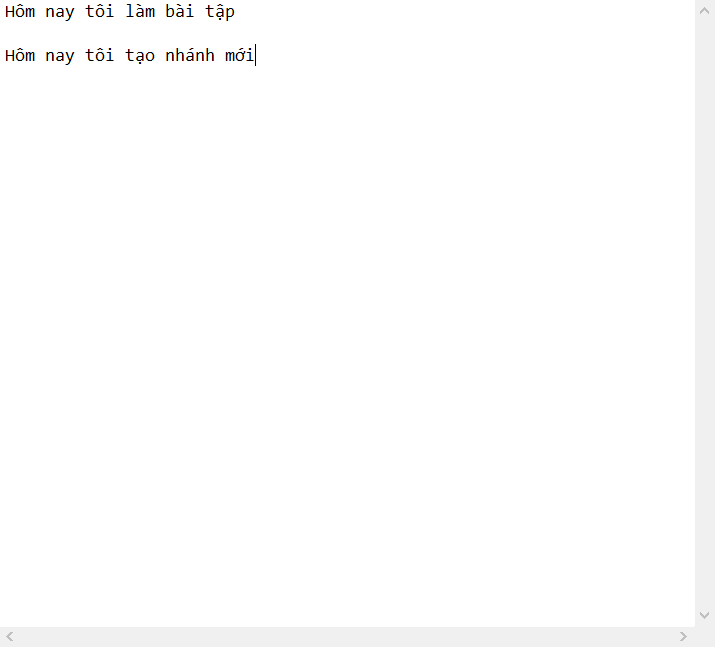 Hôm nay tôi làm bài tập
Hôm nay tôi tạo nhánh mới